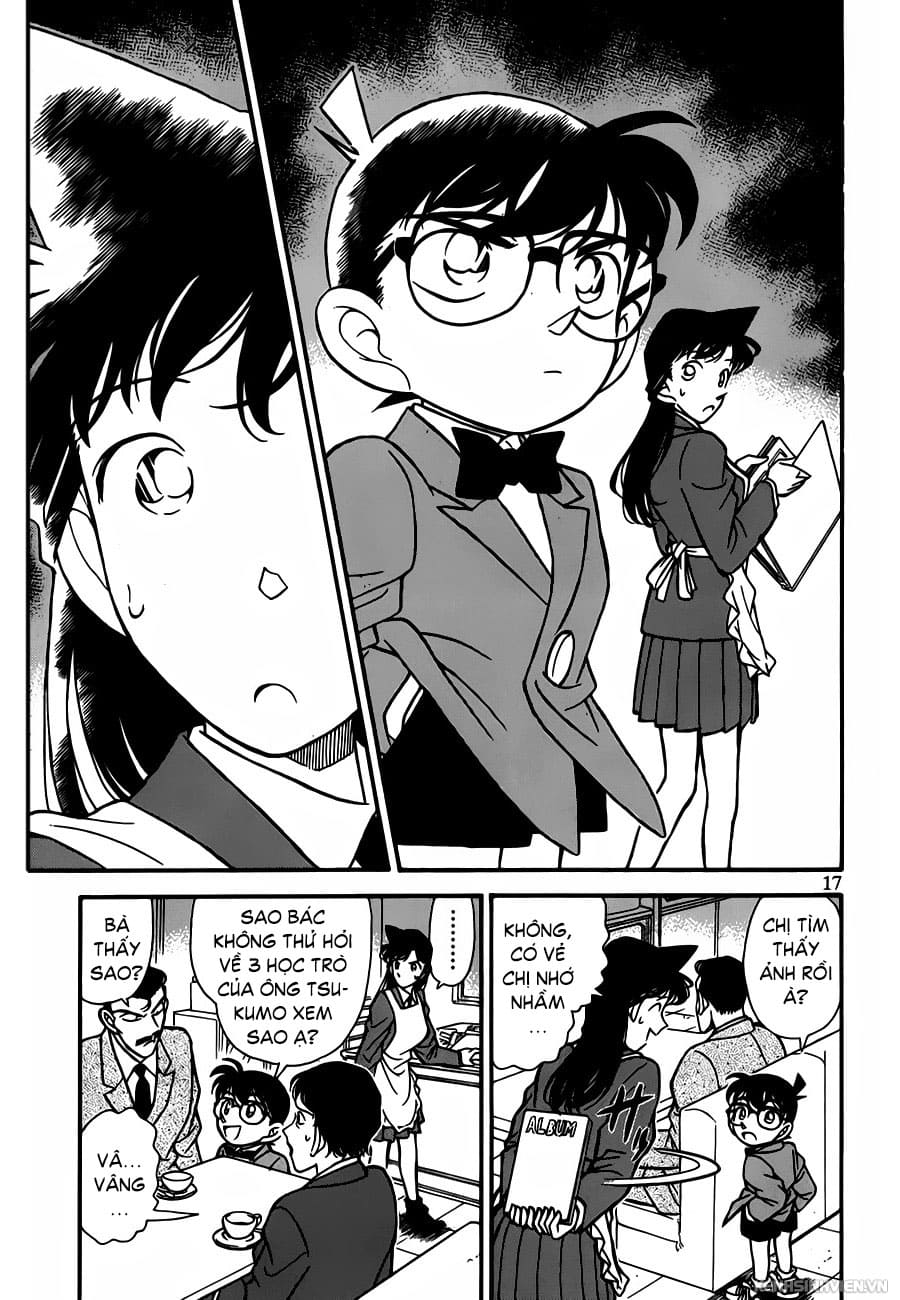 17
CHỊ TÌM
THẤY
ẢNH RỒI
À?
KHÔNG,
CÓ VẺ
CHỊ NHỚ
NHẦM
...
ALBUM
.......
SAO BÁC
KHÔNG THỬ HỎI
VỀ 3 HỌC TRÒ
CỦA ÔNG TSU-
KUMO XEM
SAO Ạ?
BÀ
THẤY
SAO?
VÂ...
VÂNG
...